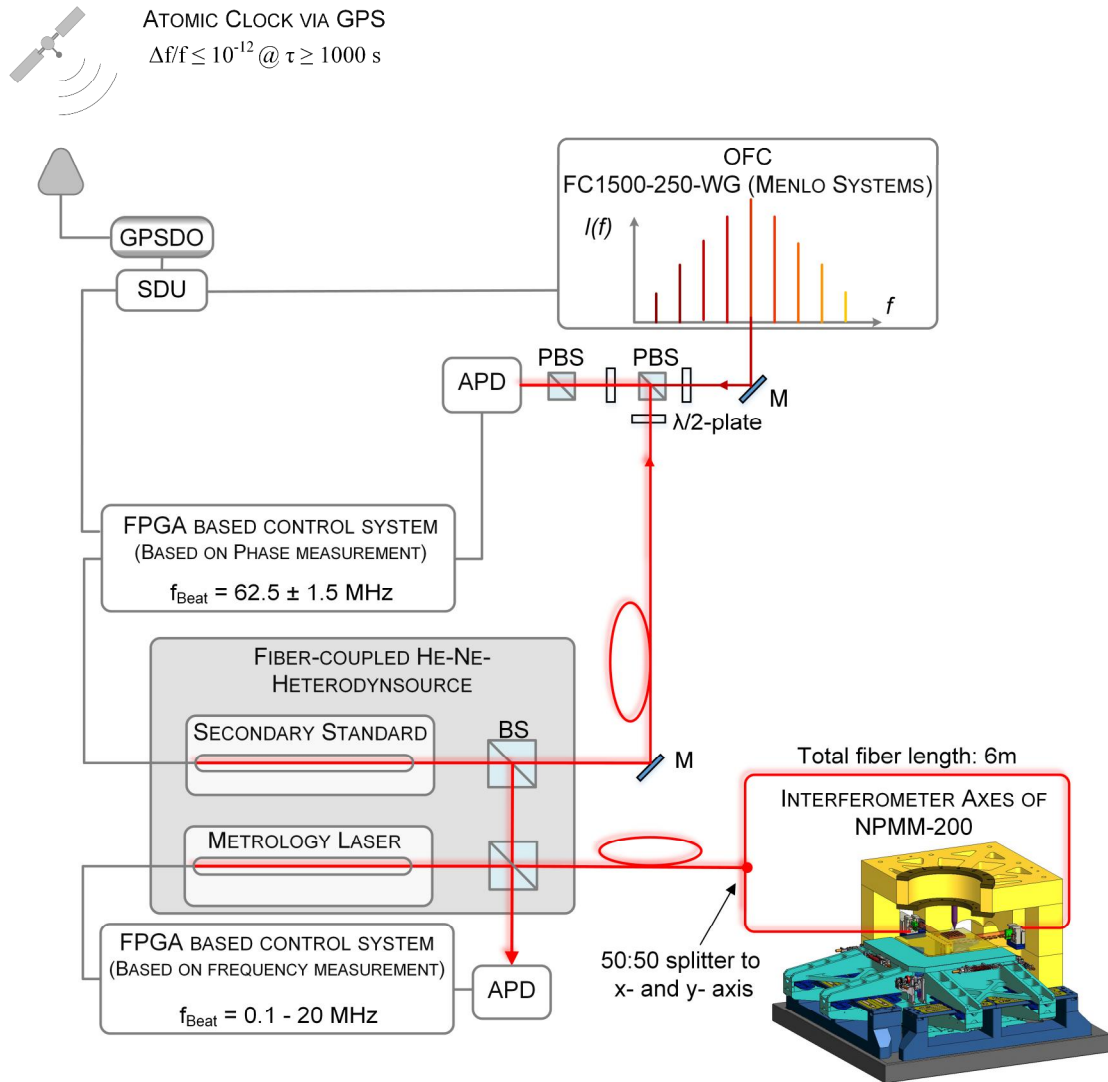 ATOMIC CLOCK VIA GPS
Δf/f ≤ 10⁻¹² @ τ ≥ 1000 s
OFC
FC1500-250-WG (MENLO SYSTEMS)
I(f)
f
GPSDO
SDU
PBS
PBS
APD
M
λ/2-plate
FPGA BASED CONTROL SYSTEM
(BASED ON PHASE MEASUREMENT)
fBeat = 62.5 ± 1.5 MHz
FIBER-COUPLED HE-NE-
HETERODYNSOURCE
SECONDARY STANDARD
BS
M
Total fiber length: 6m
INTERFEROMETER AXES OF
NPMM-200
METROLOGY LASER
FPGA BASED CONTROL SYSTEM
(BASED ON FREQUENCY MEASUREMENT)
fBeat = 0.1 - 20 MHz
APD
50:50 splitter to
x- and y- axis